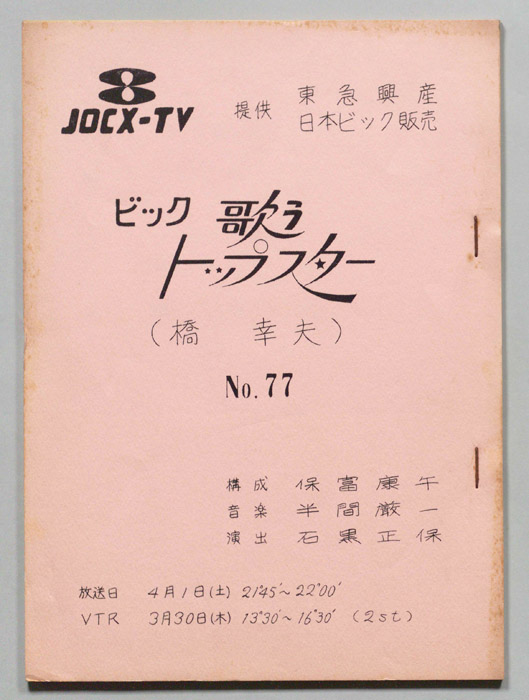 JOCX-TV
提供 東急興産
日本ビック販売
ビック 歌う
トップスター
(橋 幸夫)
No. 77
構成 保富康午
音楽 半間厳一
演出 石黒正保
放送日 4月1日(土) 21°45'~22°00'
VTR 3月30日(木) 13°30'~16°30' (2st)